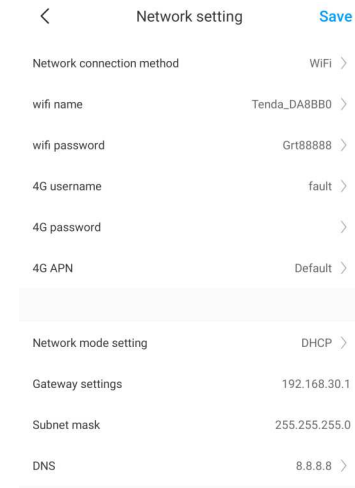 Network setting Save
Network connection method WiFi
wifi name Tenda_DA8BB0
wifi password Grt88888
4G username fault
4G password
4G APN Default
Network mode setting DHCP
Gateway settings 192.168.30.1
Subnet mask 255.255.255.0
DNS 8.8.8.8